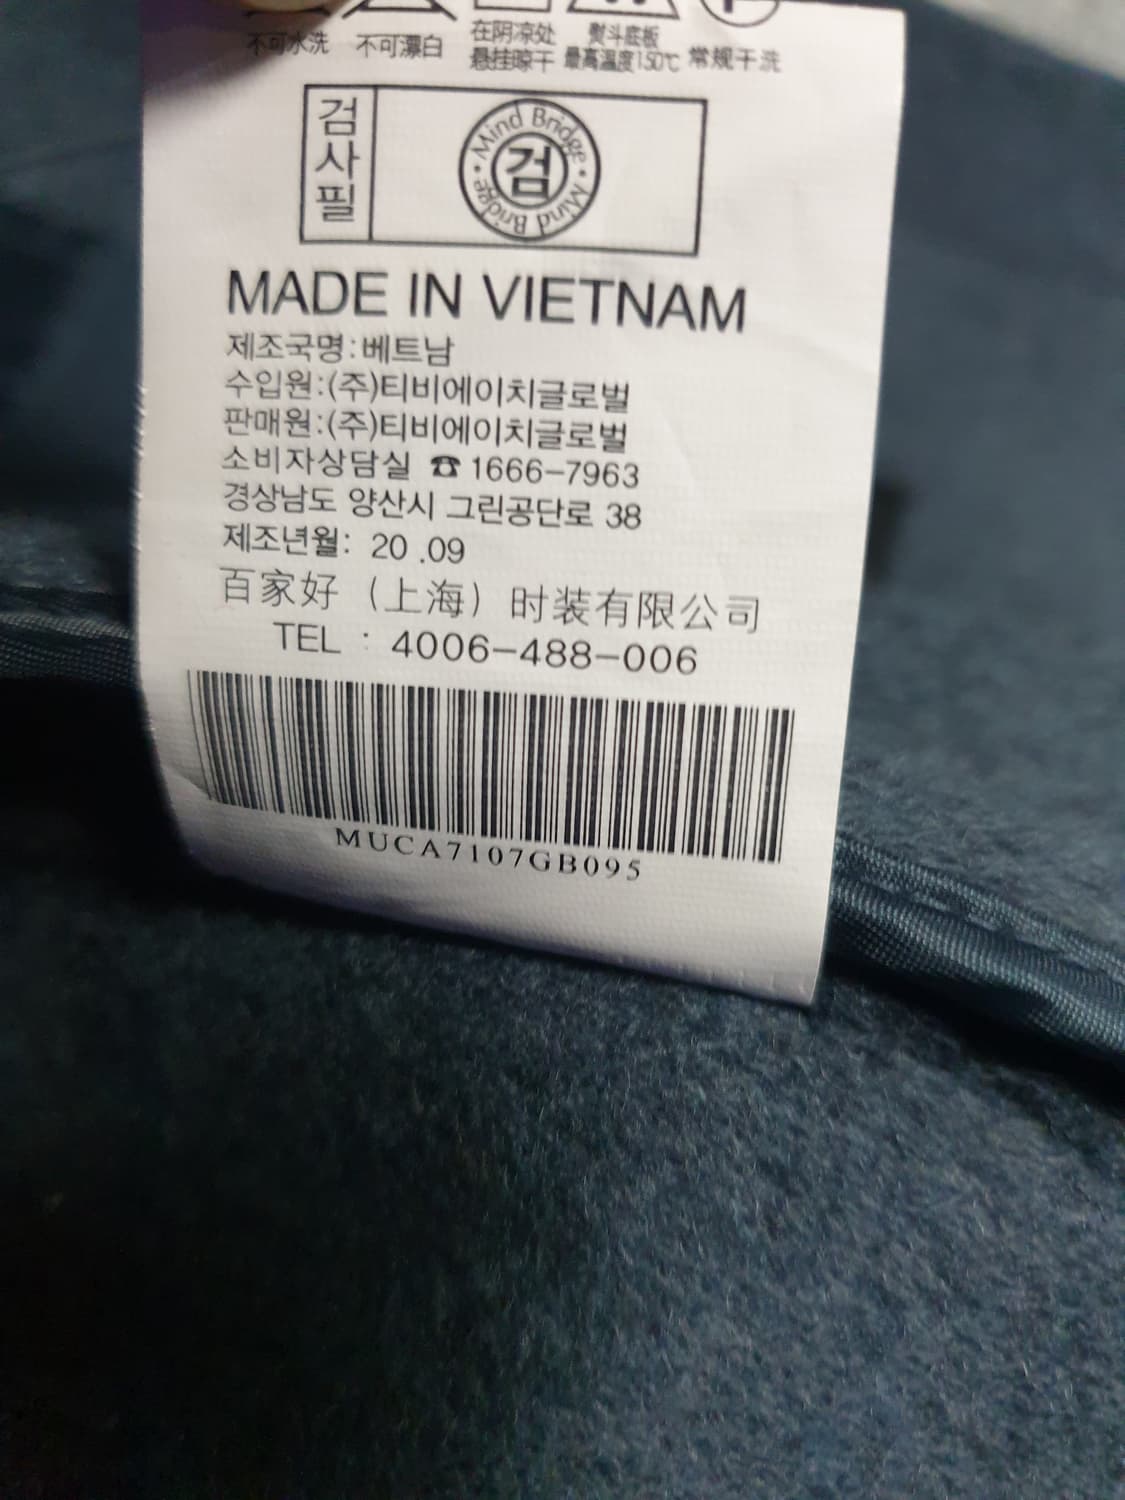 不可水洗 不可漂白 在阴凉处 悬挂晾干 熨斗底板 最高温度150℃ 常规干洗
검사필
Mind Bridge • Mind Bridge •
검
MADE IN VIETNAM
제조국명:베트남
수입원:(주)티비에이치글로벌
판매원:(주)티비에이치글로벌
소비자상담실 ☎ 1666-7963
경상남도 양산시 그린공단로 38
제조년월: 20 .09
百家好（上海）时装有限公司
TEL : 4006-488-006
MUCA7107GB095